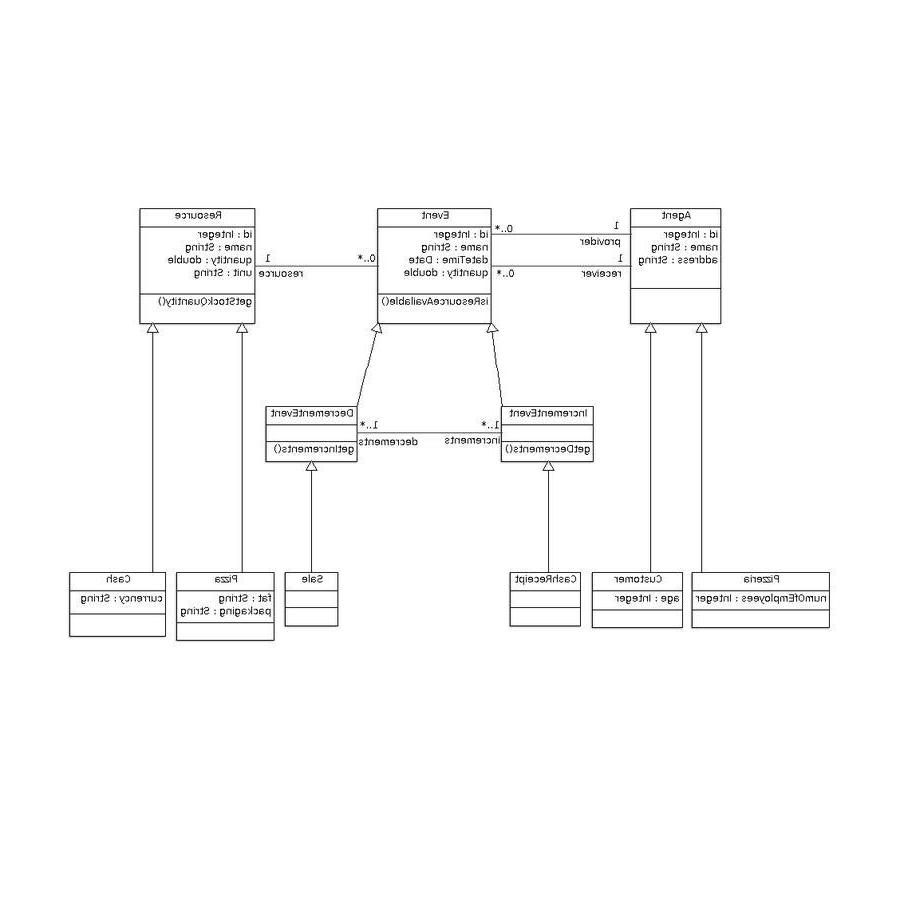 Agent
id : Integer
name : String
address : String
1
provider
0..*
1
receiver
0..*
Event
id : Integer
name : String
dateTime : Date
quantity : double
isResourceAvailable()
0..*
1
resource
Resource
id : Integer
name : String
quantity : double
unit : String
getStockQuantity()
IncrementEvent
getDecrements()
1..*
increments
1..*
decrements
DecrementEvent
getIncrements()
Pizzeria
numOfEmployees : Integer
Customer
age : Integer
CashReceipt
Sale
Pizza
fat : String
packaging : String
Cash
currency : String